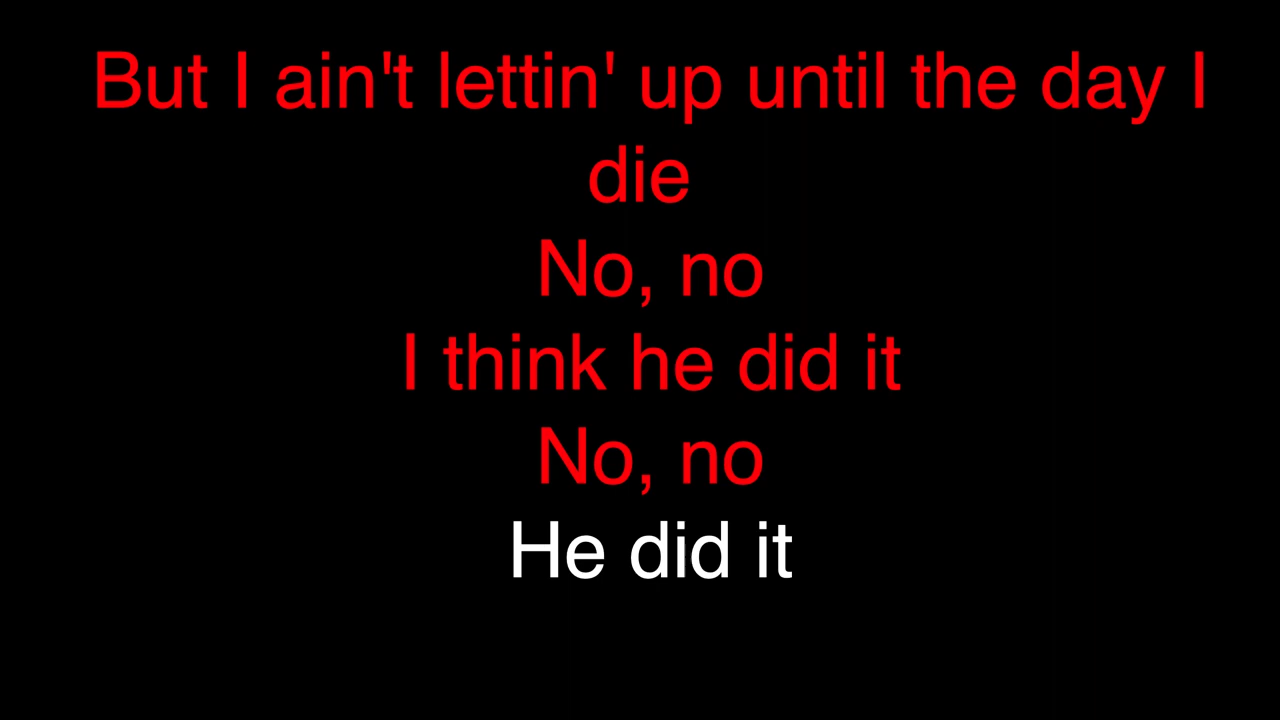 But I ain't lettin' up until the day I
die
No, no
I think he did it
No, no
He did it